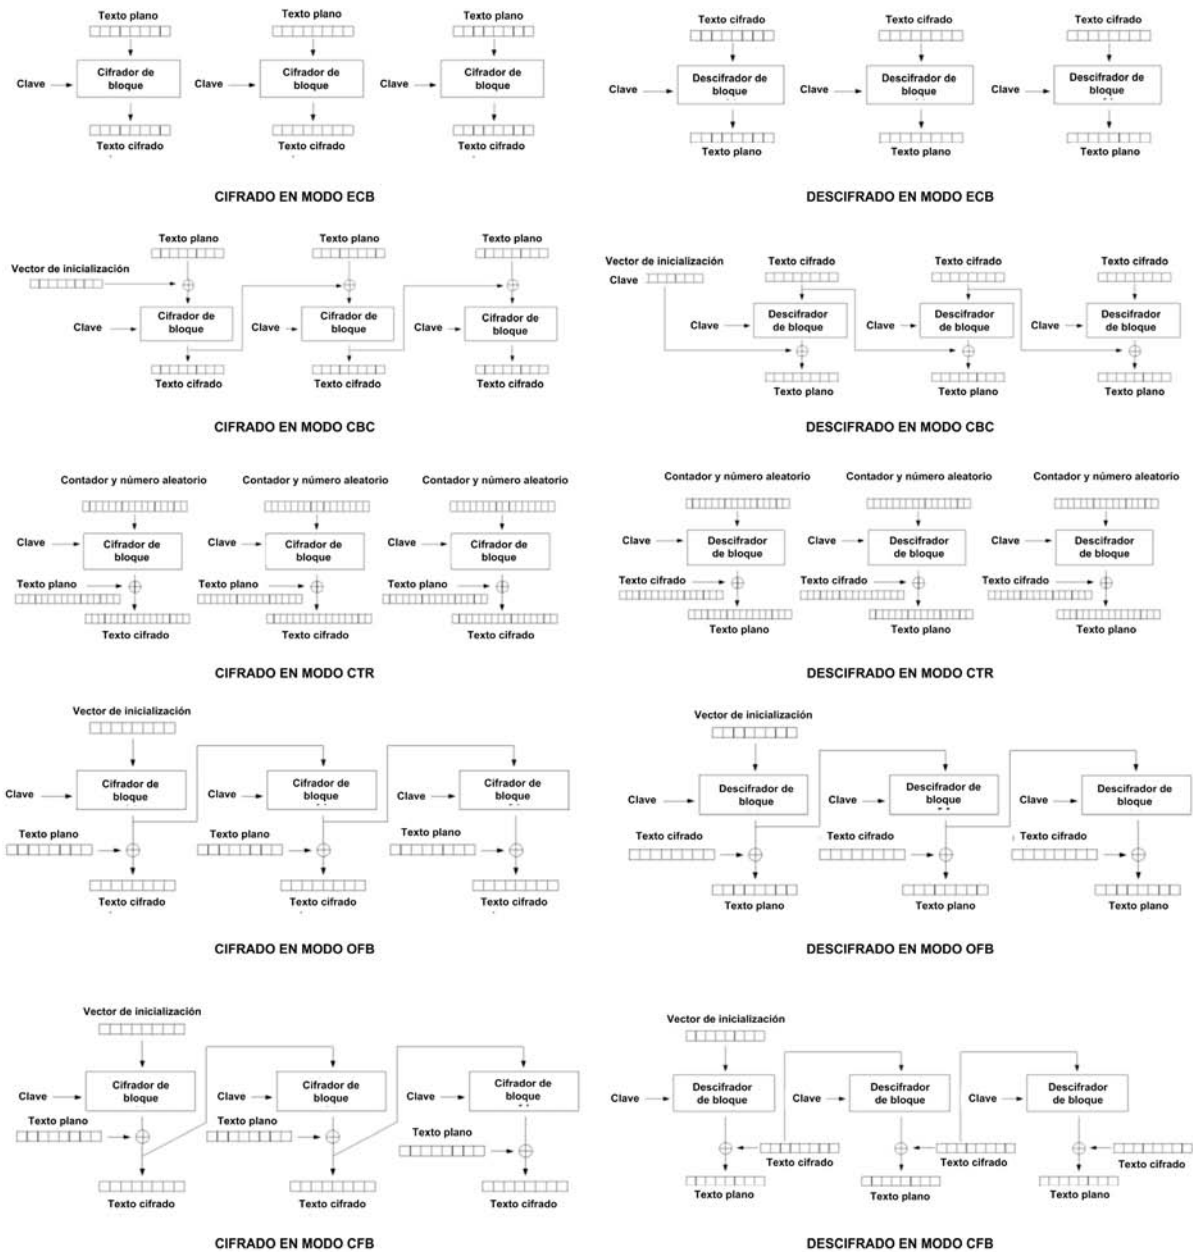 Texto plano
Texto plano
Texto plano
Clave
Cifrador de
bloque
Clave
Cifrador de
bloque
Clave
Cifrador de
bloque
Texto cifrado
Texto cifrado
Texto cifrado
CIFRADO EN MODO ECB
Texto cifrado
Texto cifrado
Texto cifrado
Clave
Descifrador de
bloque
Clave
Descifrador de
bloque
Clave
Descifrador de
bloque
Texto plano
Texto plano
Texto plano
DESCIFRADO EN MODO ECB
Texto plano
Texto plano
Texto plano
Vector de inicialización
Clave
Cifrador de
bloque
Clave
Cifrador de
bloque
Clave
Cifrador de
bloque
Texto cifrado
Texto cifrado
Texto cifrado
CIFRADO EN MODO CBC
Vector de inicialización
Clave
Texto cifrado
Texto cifrado
Texto cifrado
Clave
Descifrador
de bloque
Clave
Descifrador
de bloque
Clave
Descifrador
de bloque
Texto plano
Texto plano
Texto plano
DESCIFRADO EN MODO CBC
Contador y número aleatorio
Contador y número aleatorio
Contador y número aleatorio
Clave
Cifrador de
bloque
Clave
Cifrador de
bloque
Clave
Cifrador de
bloque
Texto plano
Texto plano
Texto plano
Texto cifrado
Texto cifrado
Texto cifrado
CIFRADO EN MODO CTR
Contador y número aleatorio
Contador y número aleatorio
Contador y número aleatorio
Clave
Descifrador
de bloque
Clave
Descifrador
de bloque
Clave
Descifrador
de bloque
Texto cifrado
Texto cifrado
Texto cifrado
Texto plano
Texto plano
Texto plano
DESCIFRADO EN MODO CTR
Vector de inicialización
Clave
Cifrador de
bloque
Clave
Cifrador de
bloque
Clave
Cifrador de
bloque
Texto plano
Texto plano
Texto plano
Texto cifrado
Texto cifrado
Texto cifrado
CIFRADO EN MODO OFB
Vector de inicialización
Clave
Descifrador de
bloque
Clave
Descifrador de
bloque
Clave
Descifrador de
bloque
Texto cifrado
Texto cifrado
Texto cifrado
Texto plano
Texto plano
Texto plano
DESCIFRADO EN MODO OFB
Vector de inicialización
Clave
Cifrador de
bloque
Clave
Cifrador de
bloque
Clave
Cifrador de
bloque
Texto plano
Texto plano
Texto plano
Texto cifrado
Texto cifrado
Texto cifrado
CIFRADO EN MODO CFB
Vector de inicialización
Clave
Descifrador
de bloque
Clave
Descifrador
de bloque
Clave
Descifrador
de bloque
Texto cifrado
Texto cifrado
Texto cifrado
Texto plano
Texto plano
Texto plano
DESCIFRADO EN MODO CFB